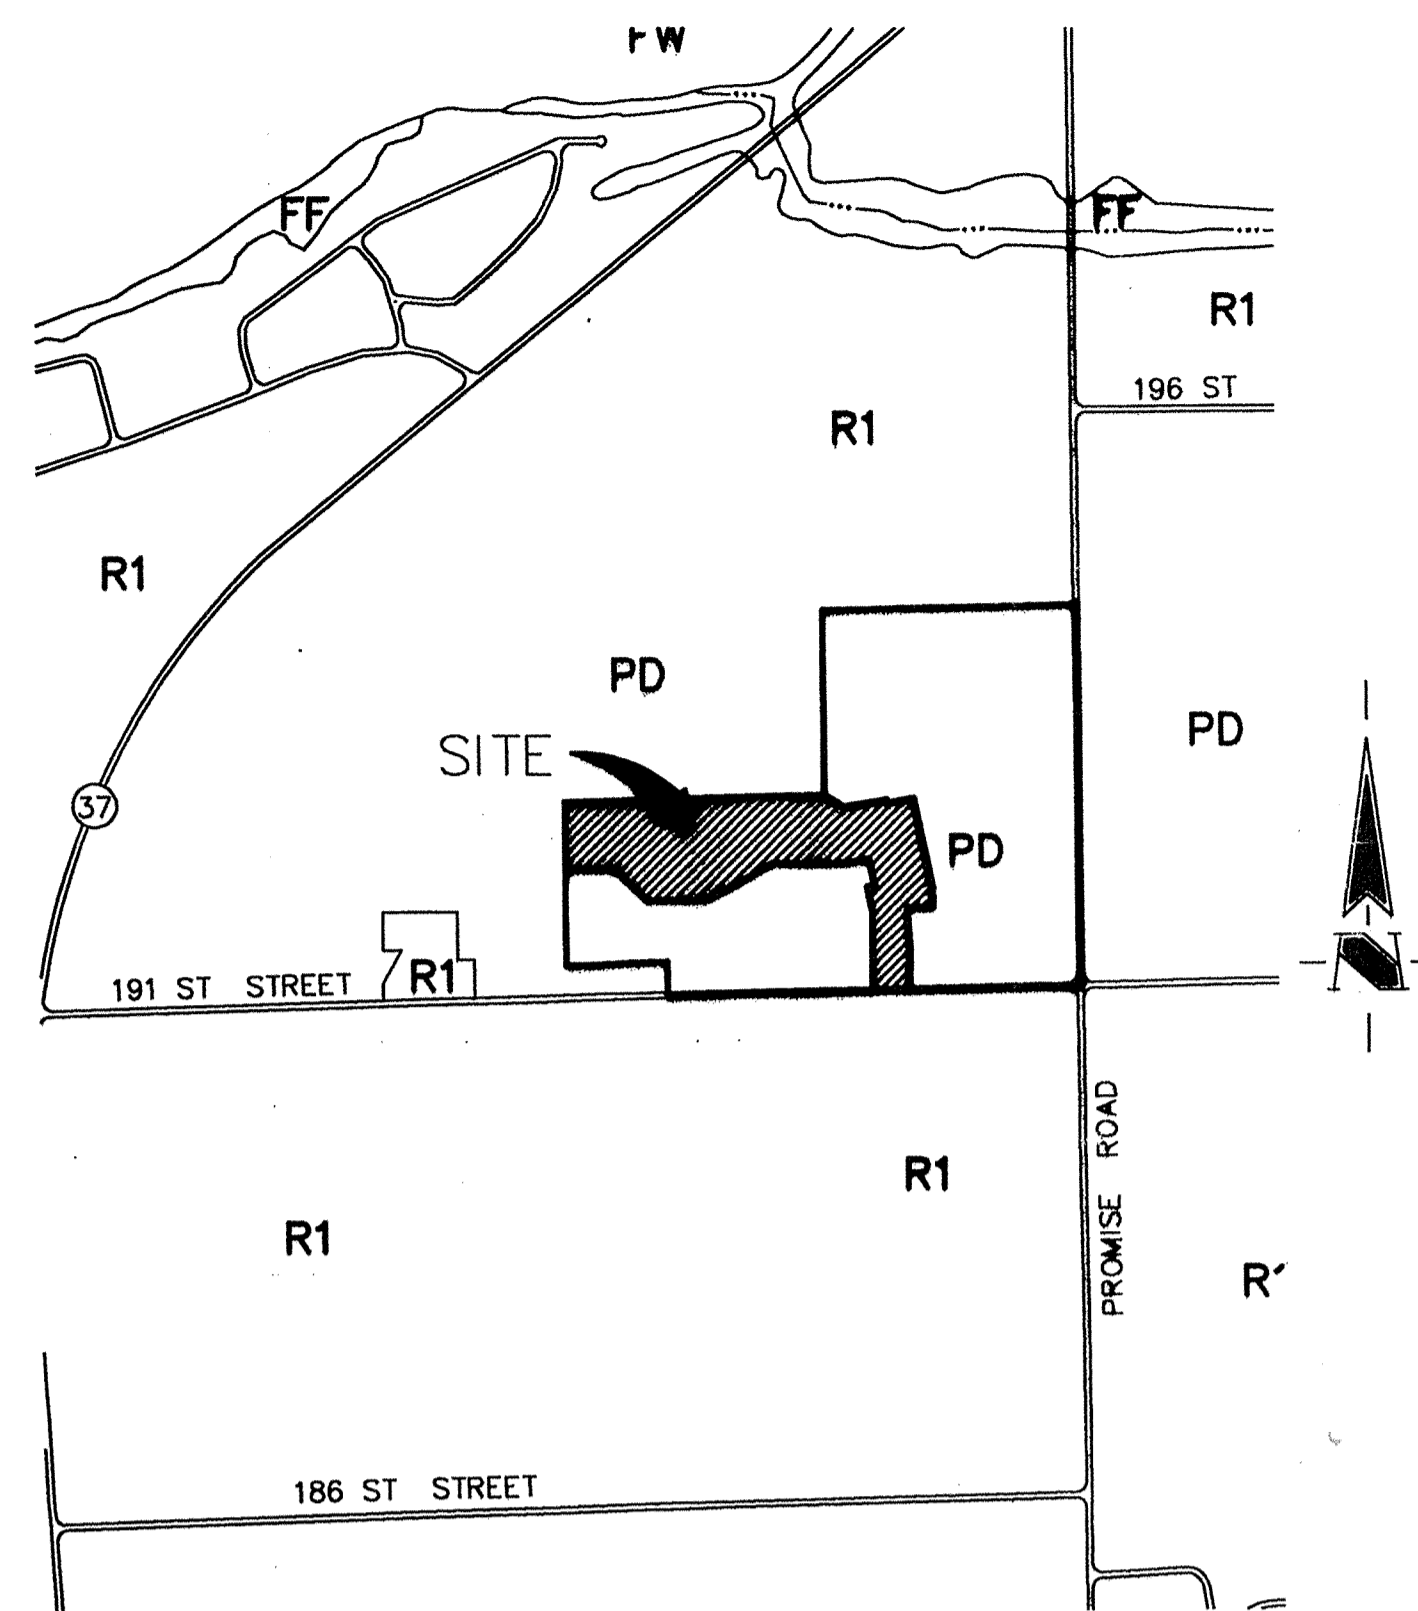 FW
FF
FF
R1
196 ST
R1
R1
PD
PD
SITE
37
PD
R1
191 ST STREET
N
PROMISE ROAD
R1
R1
186 ST STREET